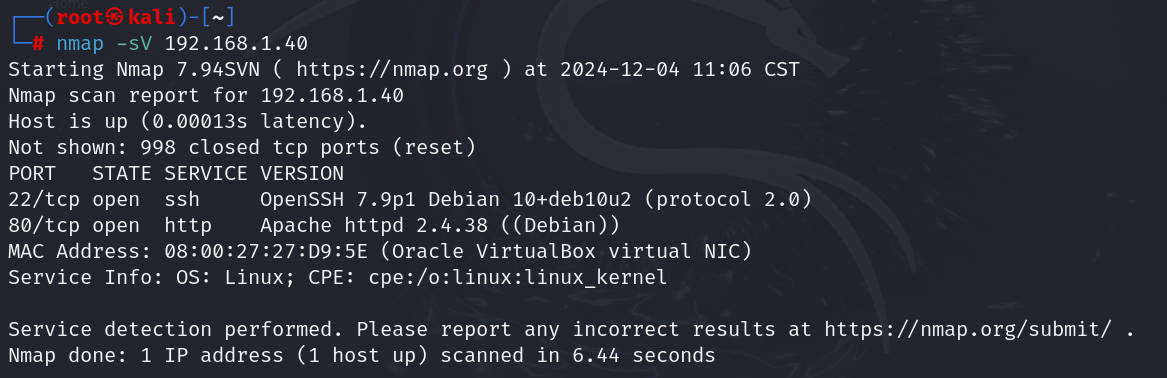 Home
┌──(root㉿kali)-[~]
└─# nmap -sV 192.168.1.40
Starting Nmap 7.94SVN ( https://nmap.org ) at 2024-12-04 11:06 CST
Nmap scan report for 192.168.1.40
Host is up (0.00013s latency).
Not shown: 998 closed tcp ports (reset)
PORT   STATE SERVICE VERSION
22/tcp open  ssh     OpenSSH 7.9p1 Debian 10+deb10u2 (protocol 2.0)
80/tcp open  http    Apache httpd 2.4.38 ((Debian))
MAC Address: 08:00:27:27:D9:5E (Oracle VirtualBox virtual NIC)
Service Info: OS: Linux; CPE: cpe:/o:linux:linux_kernel

Service detection performed. Please report any incorrect results at https://nmap.org/submit/ .
Nmap done: 1 IP address (1 host up) scanned in 6.44 seconds